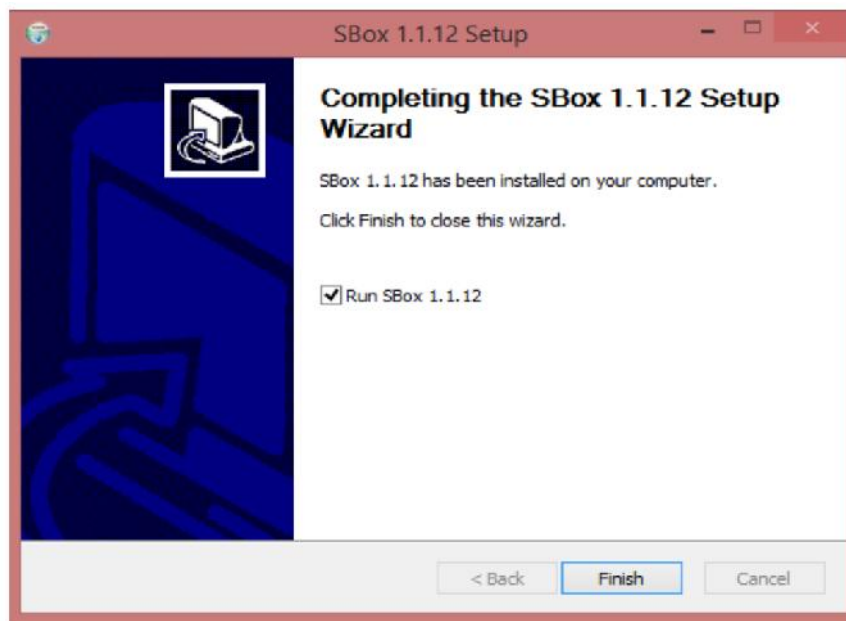 SBox 1.1.12 Setup
Completing the SBox 1.1.12 Setup
Wizard
SBox 1.1.12 has been installed on your computer.
Click Finish to close this wizard.
Run SBox 1.1.12
< Back Finish Cancel